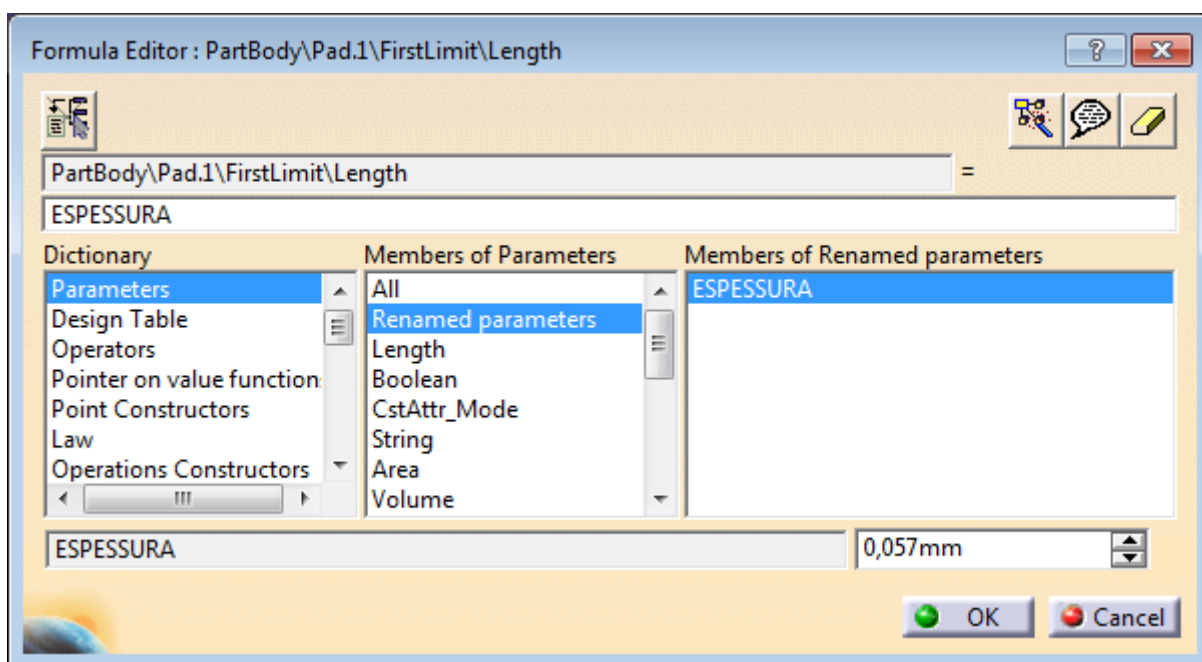 Formula Editor : PartBody\Pad.1\FirstLimit\Length
PartBody\Pad.1\FirstLimit\Length =
ESPESSURA
Dictionary
Parameters
Design Table
Operators
Pointer on value function
Point Constructors
Law
Operations Constructors
Members of Parameters
All
Renamed parameters
Length
Boolean
CstAttr_Mode
String
Area
Volume
Members of Renamed parameters
ESPESSURA
ESPESSURA 0,057mm
OK Cancel